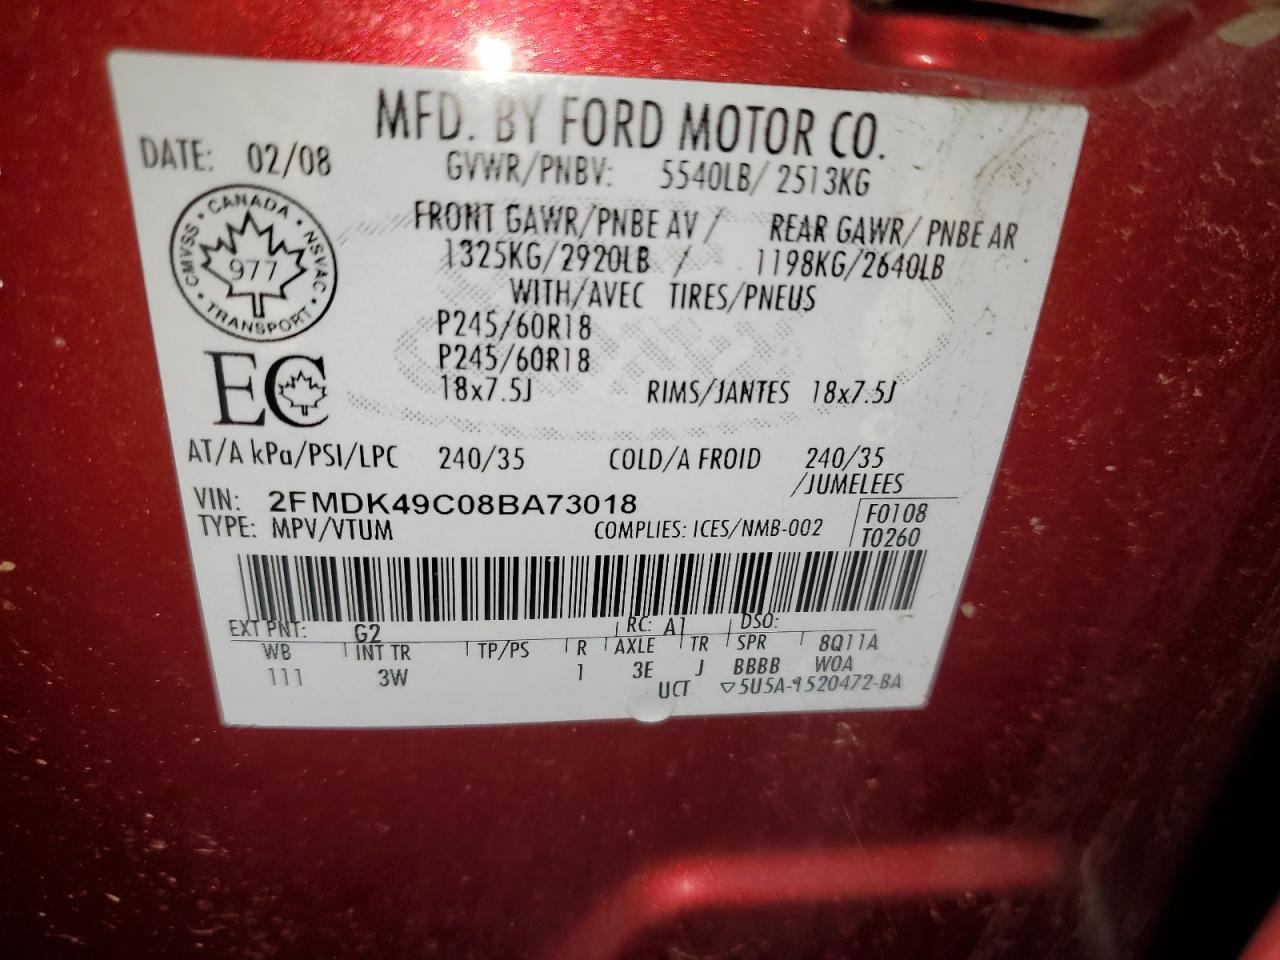 MFD. BY FORD MOTOR CO.
DATE: 02/08
GVWR/PNBV: 5540LB/ 2513KG
FRONT GAWR/PNBE AV / REAR GAWR/ PNBE AR
1325KG/2920LB / 1198KG/2640LB
WITH/AVEC TIRES/PNEUS
P245/60R18
P245/60R18
18x7.5J RIMS/JANTES 18x7.5J
CANADA · NSVAC · TRANSPORT · CMVSS ·
977
EC
AT/A kPa/PSI/LPC 240/35 COLD/A FROID 240/35
/JUMELEES
VIN: 2FMDK49C08BA73018
F0108
TYPE: MPV/VTUM COMPLIES: ICES/NMB-002
T0260
EXT PNT: G2 RC: A1 DSO:
WB INT TR TP/PS R AXLE TR SPR 8Q11A
111 3W 1 3E J BBBB W0A
UCT ▽5U5A-1520472-BA